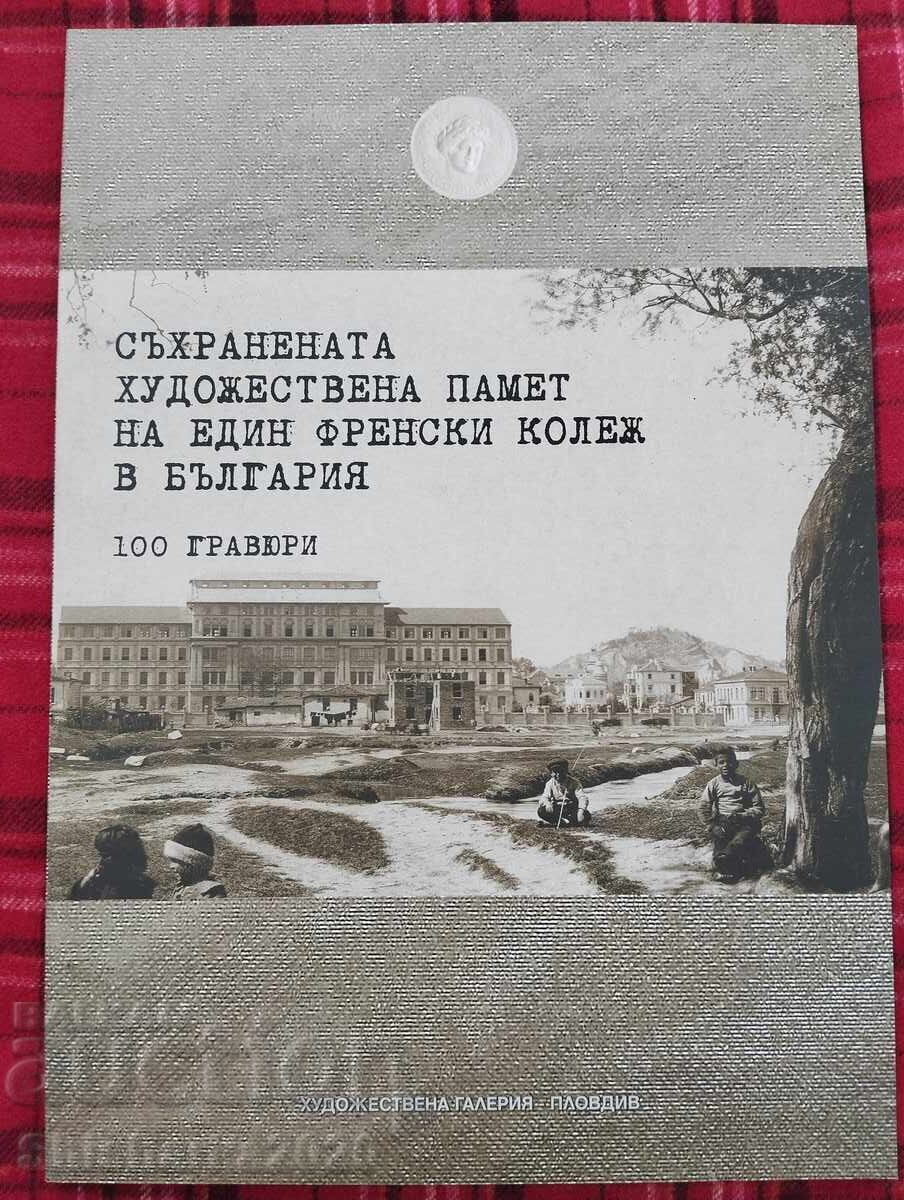 СЪХРАНЕНАТА
ХУДОЖЕСТВЕНА ПАМЕТ
НА ЕДИН ФРЕНСКИ КОЛЕЖ
В БЪЛГАРИЯ
100 ГРАВЮРИ
ХУДОЖЕСТВЕНА ГАЛЕРИЯ - ПЛОВДИВ